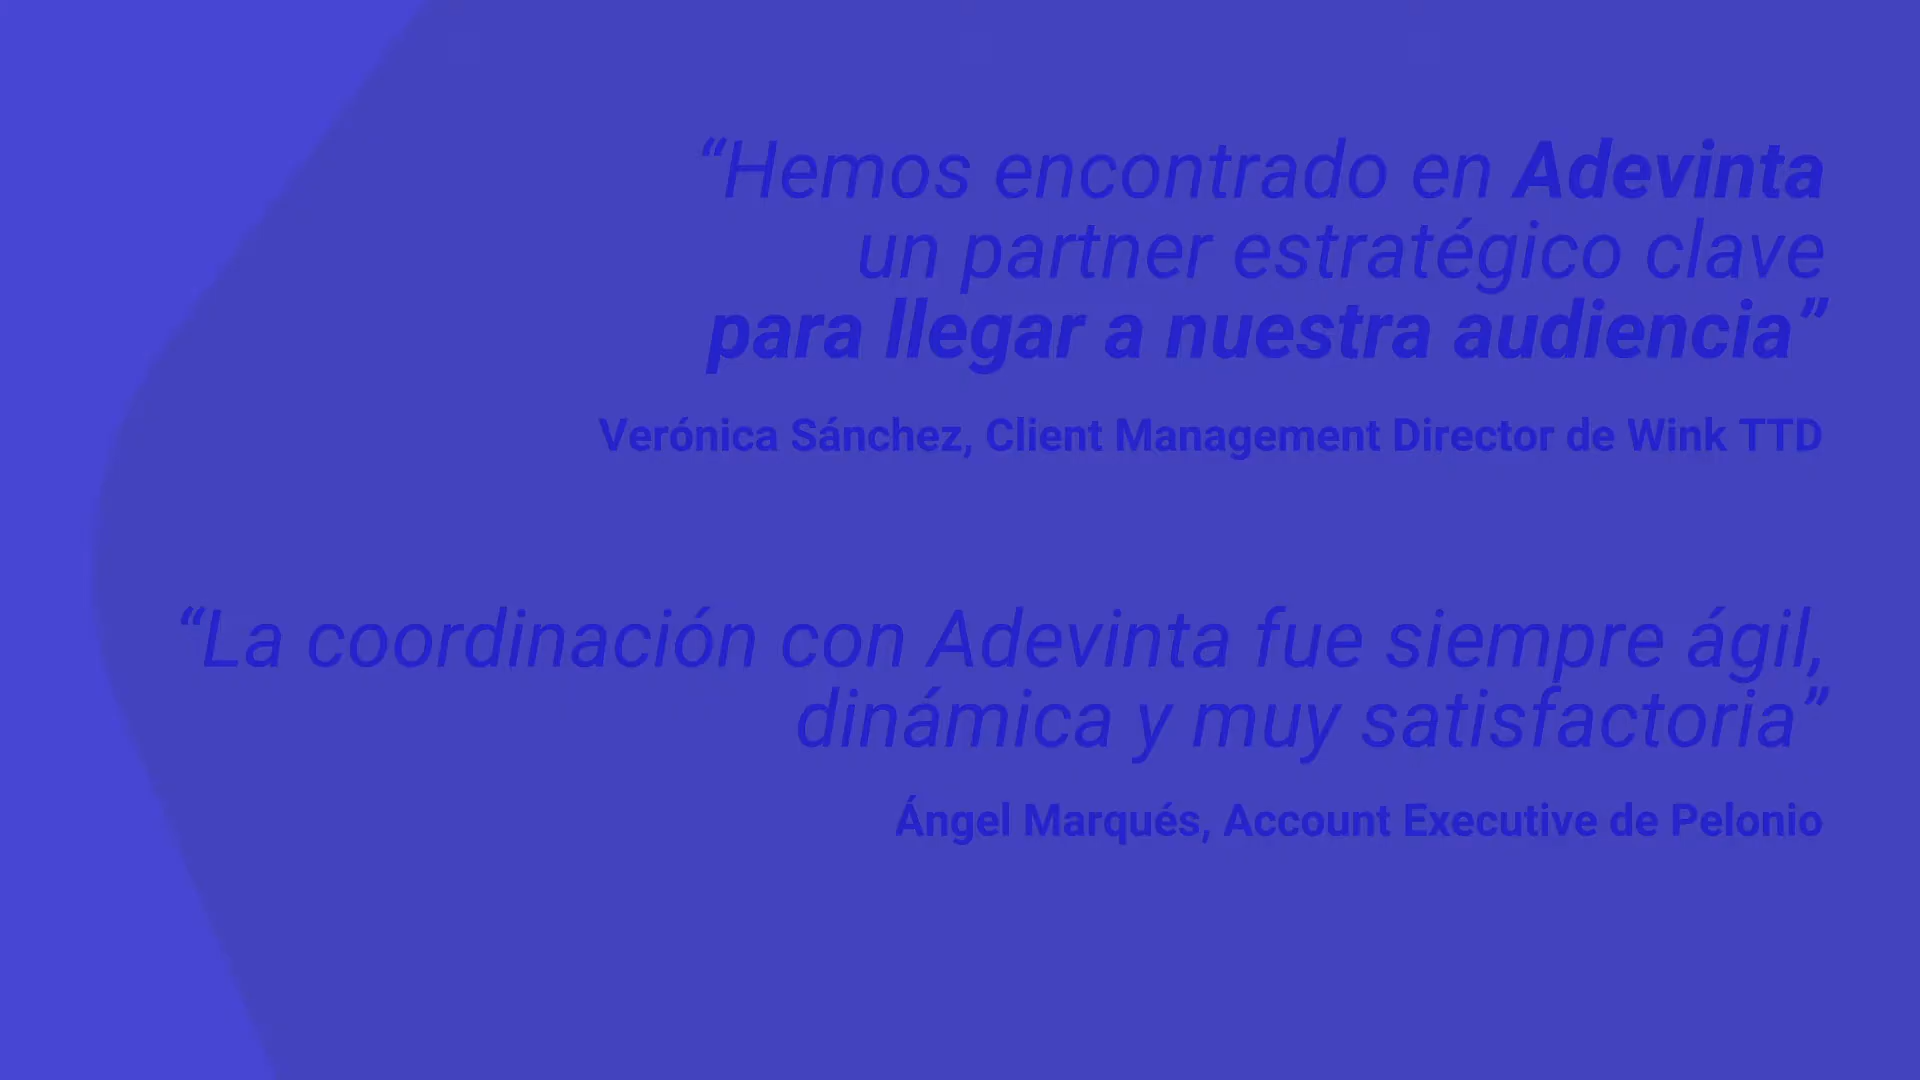 “Hemos encontrado en Adevinta
un partner estratégico clave
para llegar a nuestra audiencia”
Verónica Sánchez, Client Management Director de Wink TTD
“La coordinación con Adevinta fue siempre ágil,
dinámica y muy satisfactoria”
Ángel Marqués, Account Executive de Pelonio